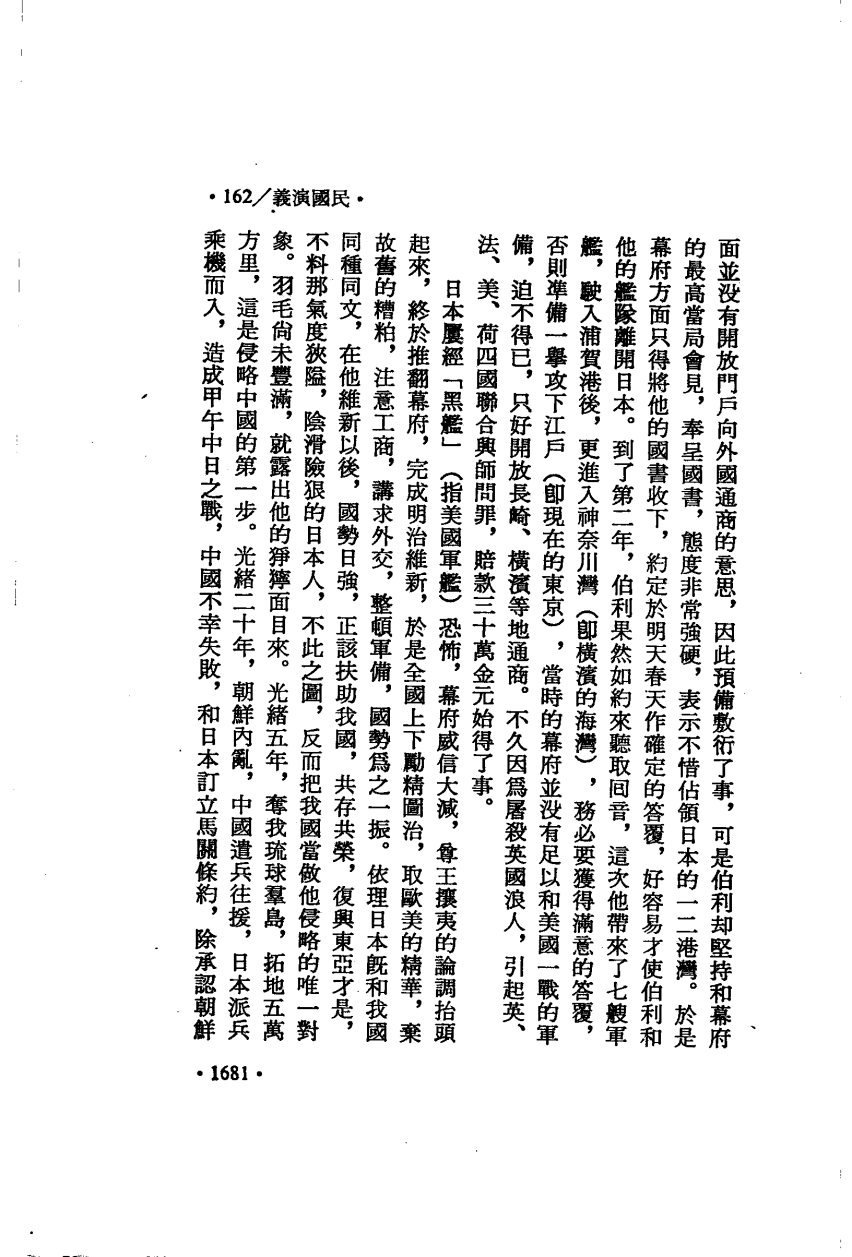 •162/義演國民•
面並没有開放門戶向外國通商的意思，因此預備敷衍了事，可是伯利却堅持和幕府
的最高當局會見，奉呈國書，態度非常強硬，表示不惜佔領日本的一二港灣。於是
幕府方面只得將他的國書收下，約定於明天春天作確定的答覆，好容易才使伯利和
他的艦隊離開日本。到了第二年，伯利果然如約來聽取回音，這次他帶來了七艘軍
艦，駛入浦賀港後，更進入神奈川灣（卽橫濱的海灣），務必要獲得滿意的答覆，
否則準備一舉攻下江戶（卽現在的東京），當時的幕府並没有足以和美國一戰的軍
備，迫不得已，只好開放長崎、橫濱等地通商。不久因爲屠殺英國浪人，引起英、
法、美、荷四國聯合興師問罪，賠款三十萬金元始得了事。
日本屢經「黑艦」（指美國軍艦）恐怖，幕府威信大減，尊王攘夷的論調抬頭
起來，終於推翻幕府，完成明治維新，於是全國上下勵精圖治，取歐美的精華，棄
故舊的糟粕，注意工商，講求外交，整頓軍備，國勢爲之一振。依理日本既和我國
同種同文，在他維新以後，國勢日強，正該扶助我國，共存共榮，復興東亞才是，
不料那氣度狹隘，陰滑險狠的日本人，不此之圖，反而把我國當做他侵略的唯一對
象。羽毛尙未豐滿，就露出他的猙獰面目來。光緒五年，奪我琉球羣島，拓地五萬
方里，這是侵略中國的第一步。光緒二十年，朝鮮內亂，中國遣兵往援，日本派兵
乘機而入，造成甲午中日之戰，中國不幸失敗，和日本訂立馬關條約，除承認朝鮮
•1681•